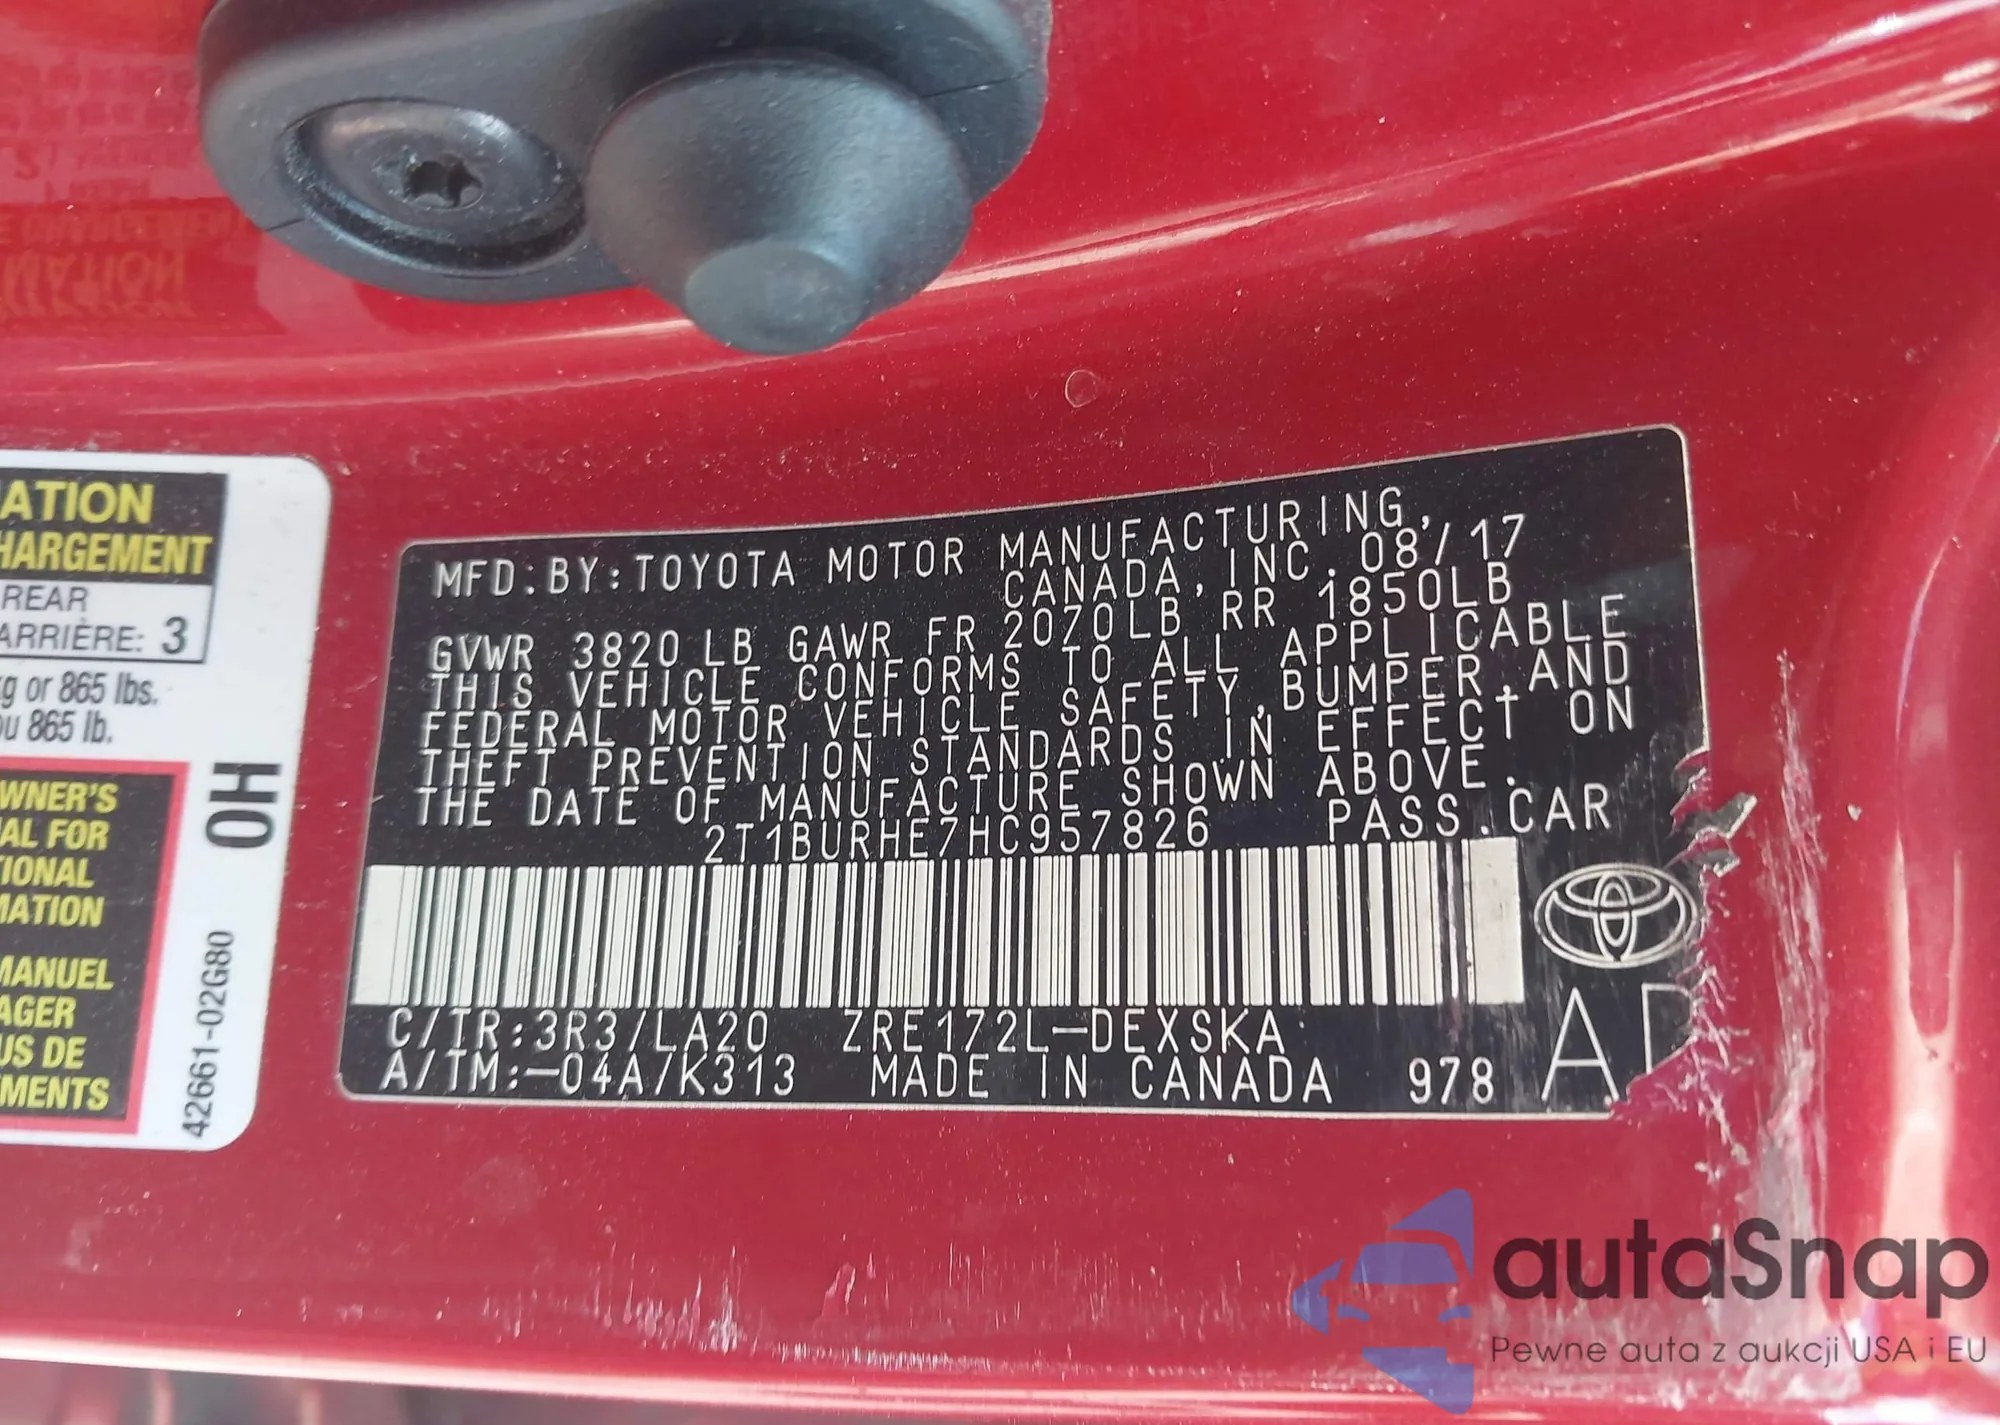 ATION
HARGEMENT
REAR
ARRIÈRE: 3
kg or 865 lbs.
ou 865 lb.
WNER'S
AL FOR
TIONAL
MATION
MANUEL
AGER
US DE
MENTS
0H
42661-02G80
MFD.BY:TOYOTA MOTOR MANUFACTURING,
CANADA,INC. 08/17
GVWR 3820 LB GAWR FR 2070LB RR 1850LB
THIS VEHICLE CONFORMS TO ALL APPLICABLE
FEDERAL MOTOR VEHICLE SAFETY,BUMPER,AND
THEFT PREVENTION STANDARDS IN EFFECT ON
THE DATE OF MANUFACTURE SHOWN ABOVE.
2T1BURHE7HC957826 PASS.CAR
C/TR:3R3/LA20 ZRE172L-DEXSKA
A/TM:-04A/K313 MADE IN CANADA 978
A
autaSnap
Pewne auta z aukcji USA i EU